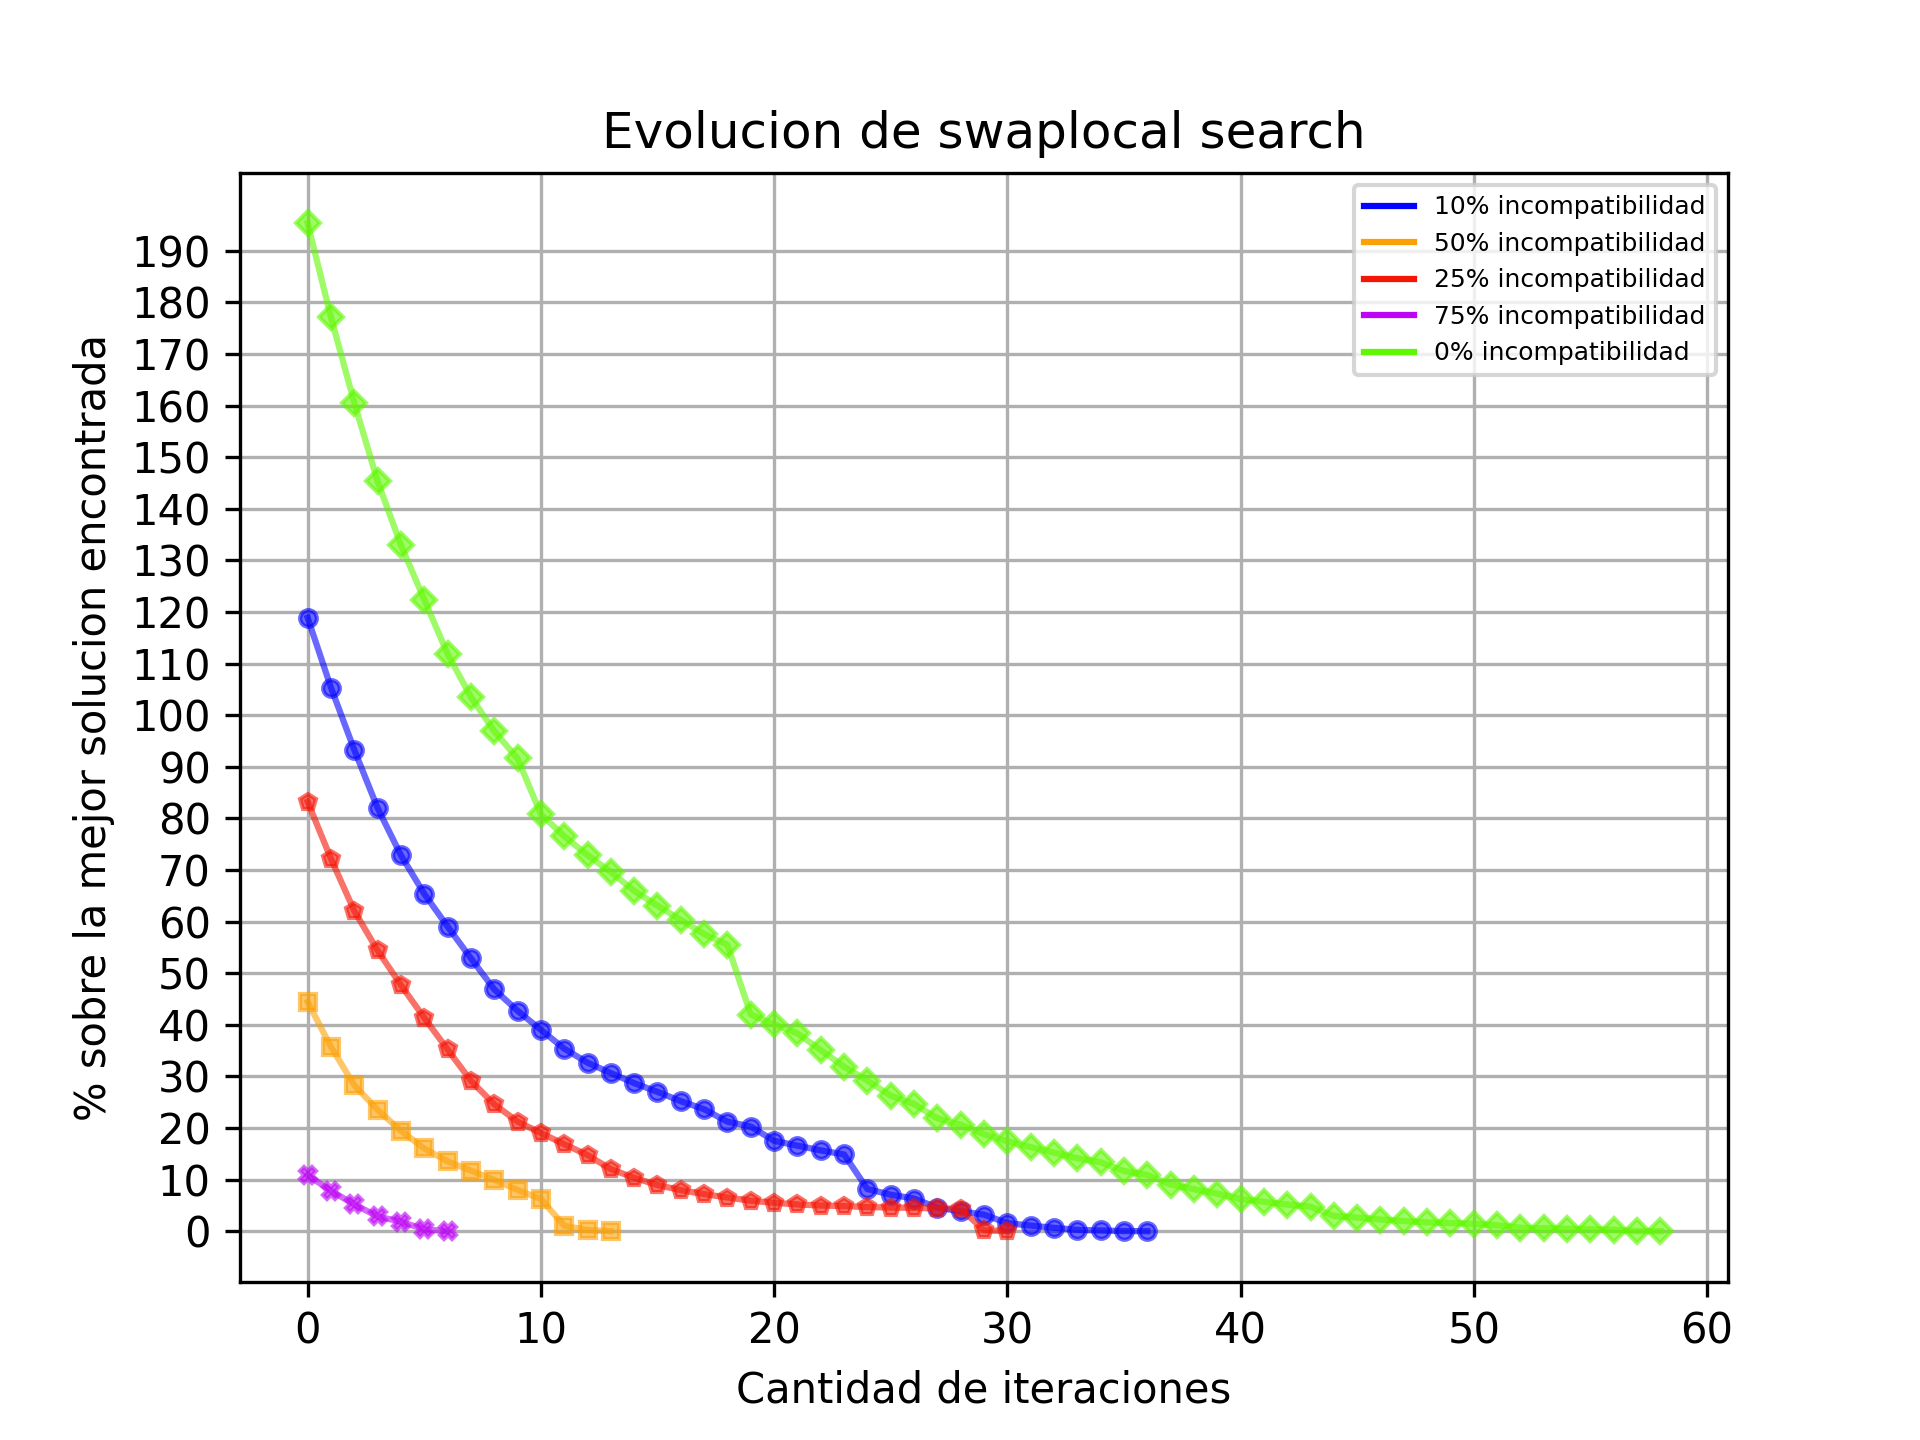 Evolucion de swaplocal search
10% incompatibilidad
50% incompatibilidad
25% incompatibilidad
75% incompatibilidad
0% incompatibilidad
% sobre la mejor solucion encontrada
190
180
170
160
150
140
130
120
110
100
90
80
70
60
50
40
30
20
10
0
0 10 20 30 40 50 60
Cantidad de iteraciones